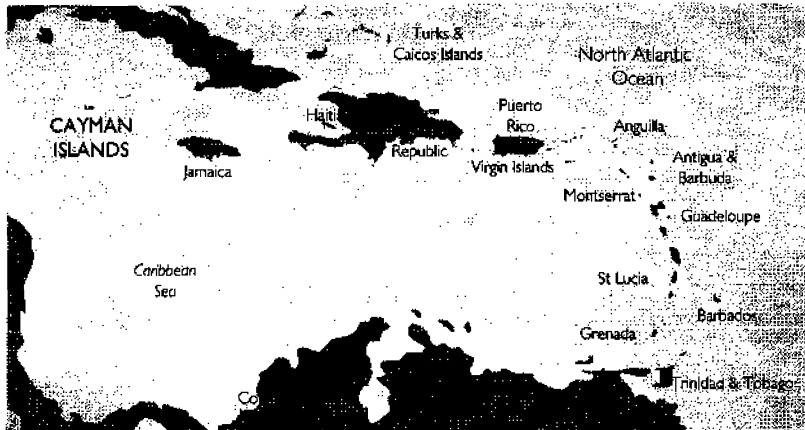 Turks &
Caicos Islands
North Atlantic
Ocean
CAYMAN
ISLANDS
Haiti
Puerto
Rico
Anguilla
Jamaica
Republic
Virgin Islands
Antigua &
Barbuda
Montserrat
Guadeloupe
Caribbean
Sea
St Lucia
Barbados
Grenada
Trinidad & Tobago
Co